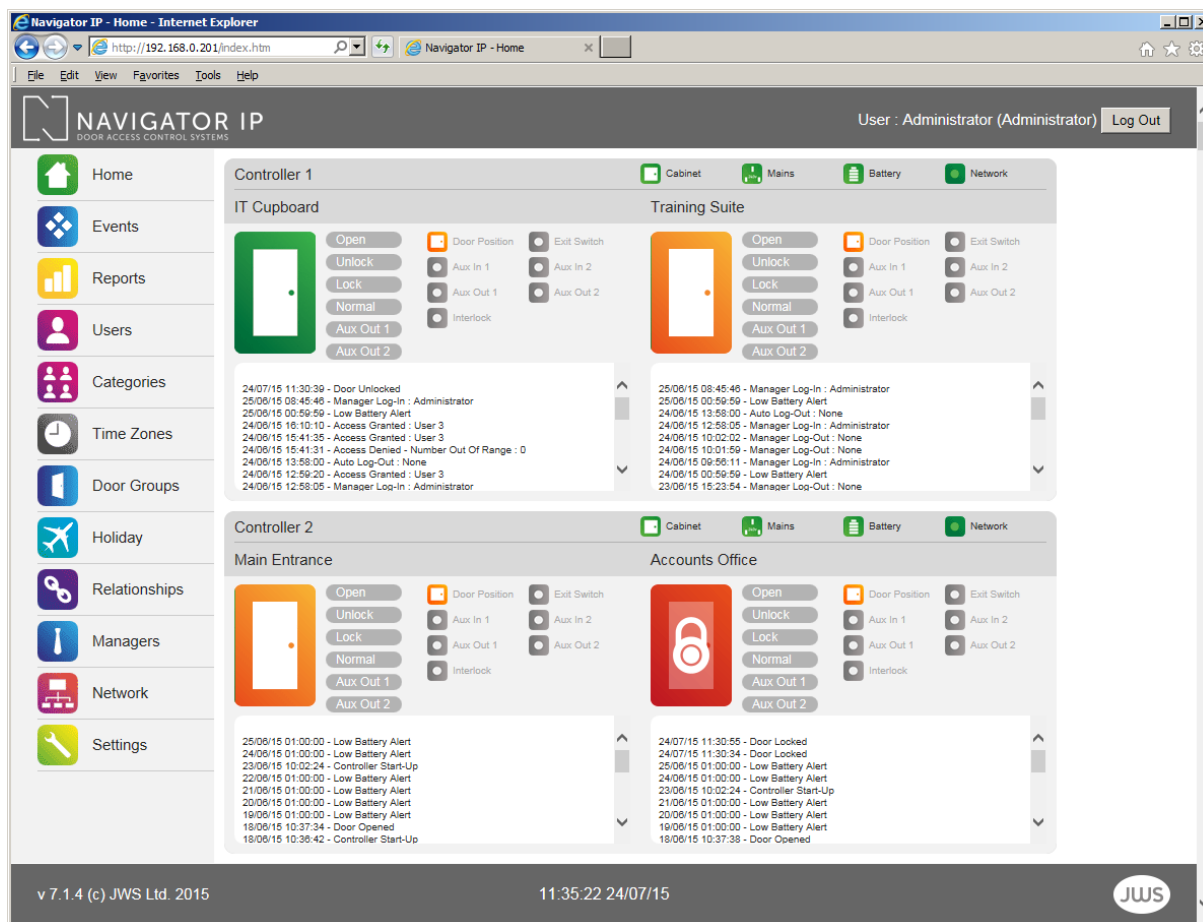 Navigator IP - Home - Internet Explorer
http://192.168.0.201/index.htm
Navigator IP - Home
File Edit View Favorites Tools Help
NAVIGATOR IP
DOOR ACCESS CONTROL SYSTEMS
User : Administrator (Administrator) Log Out
Home
Events
Reports
Users
Categories
Time Zones
Door Groups
Holiday
Relationships
Managers
Network
Settings
Controller 1 Cabinet Mains Battery Network
IT Cupboard
Open
Unlock
Lock
Normal
Aux Out 1
Aux Out 2
Door Position Exit Switch
Aux In 1 Aux In 2
Aux Out 1 Aux Out 2
Interlock
24/07/15 11:30:39 - Door Unlocked
25/06/15 08:45:46 - Manager Log-In : Administrator
25/06/15 00:59:59 - Low Battery Alert
24/06/15 16:10:10 - Access Granted : User 3
24/06/15 15:41:35 - Access Granted : User 3
24/06/15 15:41:31 - Access Denied - Number Out Of Range : 0
24/06/15 13:58:00 - Auto Log-Out : None
24/06/15 12:59:20 - Access Granted : User 3
24/06/15 12:58:05 - Manager Log-In : Administrator
Training Suite
Open
Unlock
Lock
Normal
Aux Out 1
Aux Out 2
Door Position Exit Switch
Aux In 1 Aux In 2
Aux Out 1 Aux Out 2
Interlock
25/06/15 08:45:46 - Manager Log-In : Administrator
25/06/15 00:59:59 - Low Battery Alert
24/06/15 13:58:00 - Auto Log-Out : None
24/06/15 12:58:05 - Manager Log-In : Administrator
24/06/15 10:02:02 - Manager Log-Out : None
24/06/15 10:01:59 - Manager Log-Out : None
24/06/15 09:56:11 - Manager Log-In : Administrator
24/06/15 00:59:59 - Low Battery Alert
23/06/15 15:23:54 - Manager Log-Out : None
Controller 2 Cabinet Mains Battery Network
Main Entrance
Open
Unlock
Lock
Normal
Aux Out 1
Aux Out 2
Door Position Exit Switch
Aux In 1 Aux In 2
Aux Out 1 Aux Out 2
Interlock
25/06/15 01:00:00 - Low Battery Alert
24/06/15 01:00:00 - Low Battery Alert
23/06/15 10:02:24 - Controller Start-Up
22/06/15 01:00:00 - Low Battery Alert
21/06/15 01:00:00 - Low Battery Alert
20/06/15 01:00:00 - Low Battery Alert
19/06/15 01:00:00 - Low Battery Alert
18/06/15 10:37:34 - Door Opened
18/06/15 10:36:42 - Controller Start-Up
Accounts Office
Open
Unlock
Lock
Normal
Aux Out 1
Aux Out 2
Door Position Exit Switch
Aux In 1 Aux In 2
Aux Out 1 Aux Out 2
Interlock
24/07/15 11:30:55 - Door Locked
24/07/15 11:30:34 - Door Locked
25/06/15 01:00:00 - Low Battery Alert
24/06/15 01:00:00 - Low Battery Alert
23/06/15 10:02:24 - Controller Start-Up
21/06/15 01:00:00 - Low Battery Alert
20/06/15 01:00:00 - Low Battery Alert
19/06/15 01:00:00 - Low Battery Alert
18/06/15 10:37:38 - Door Opened
v 7.1.4 (c) JWS Ltd. 2015 11:35:22 24/07/15 JWS